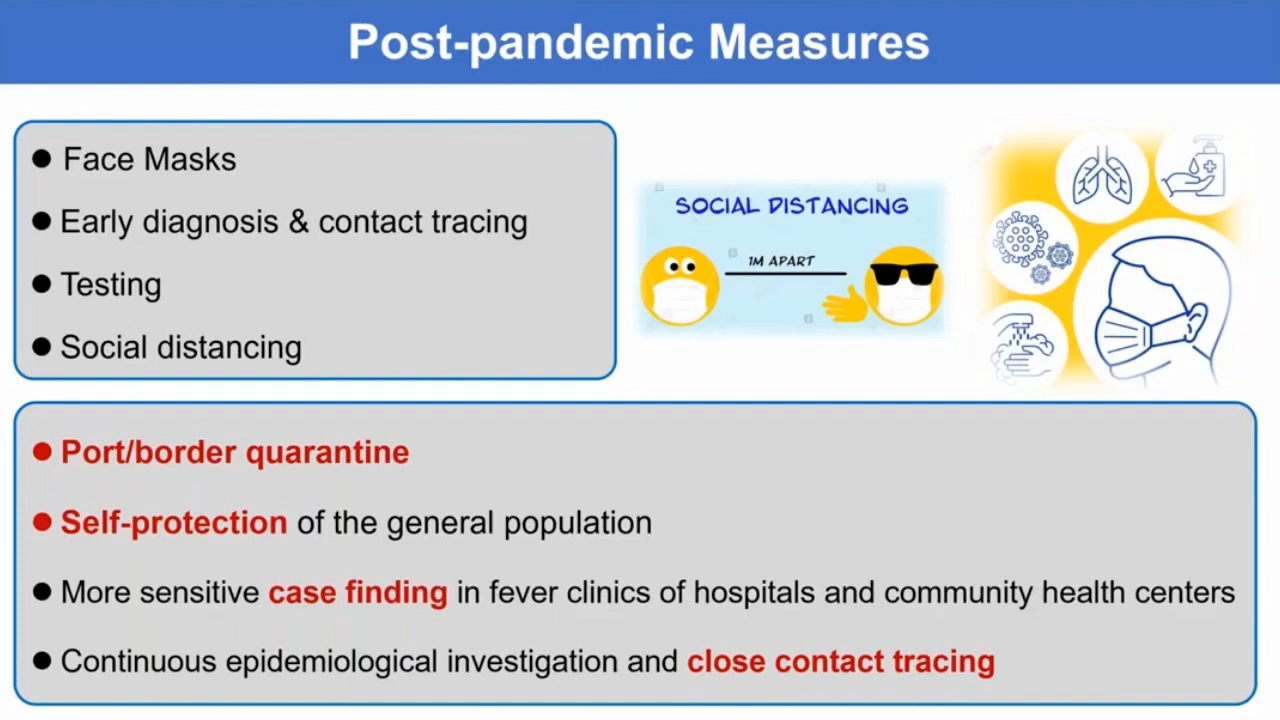 Post-pandemic Measures
● Face Masks
● Early diagnosis & contact tracing
● Testing
● Social distancing
SOCIAL DISTANCING
1M APART
● Port/border quarantine
● Self-protection of the general population
● More sensitive case finding in fever clinics of hospitals and community health centers
● Continuous epidemiological investigation and close contact tracing